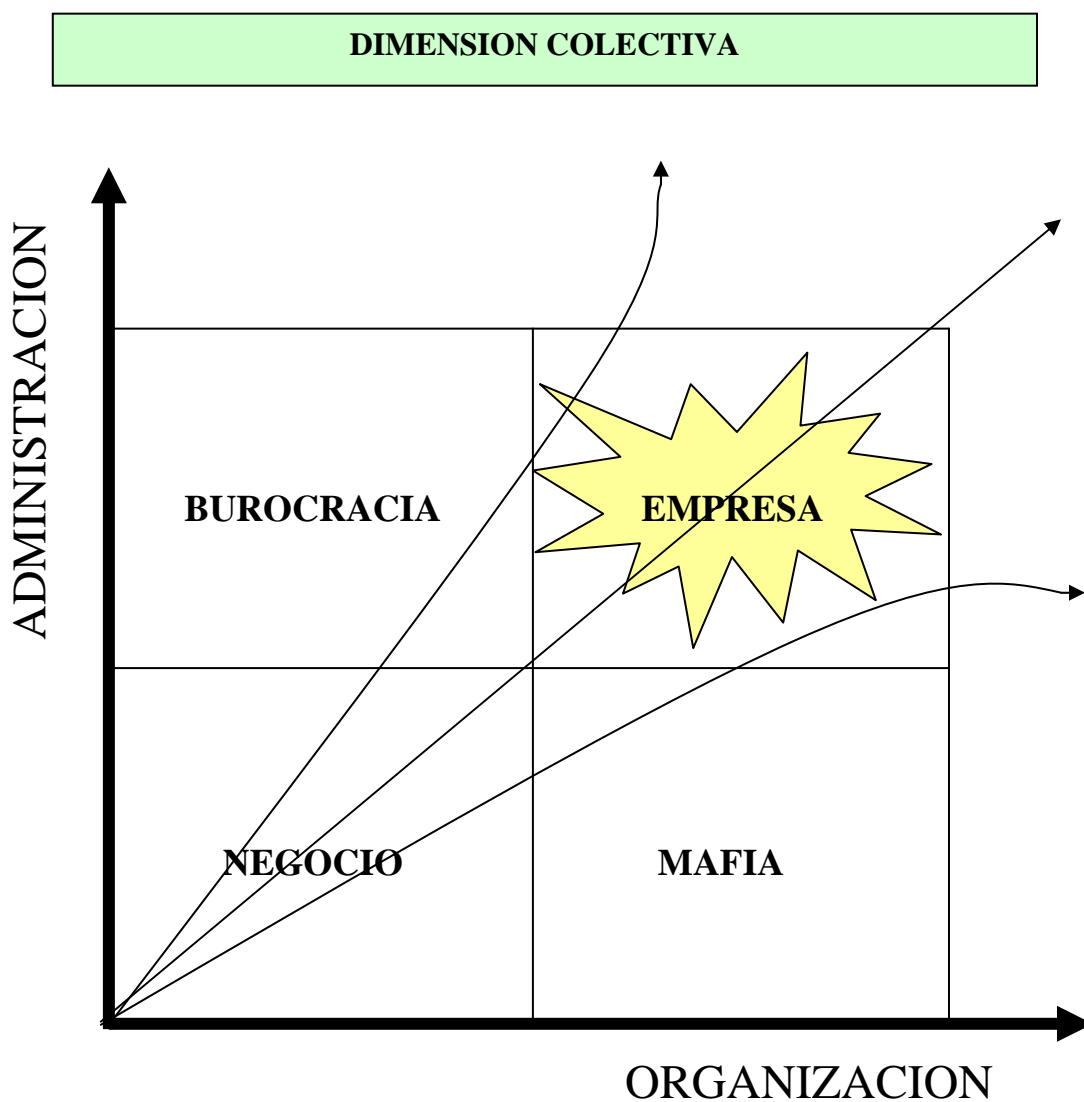 DIMENSION COLECTIVA
ADMINISTRACION
BUROCRACIA
EMPRESA
NEGOCIO
MAFIA
ORGANIZACION